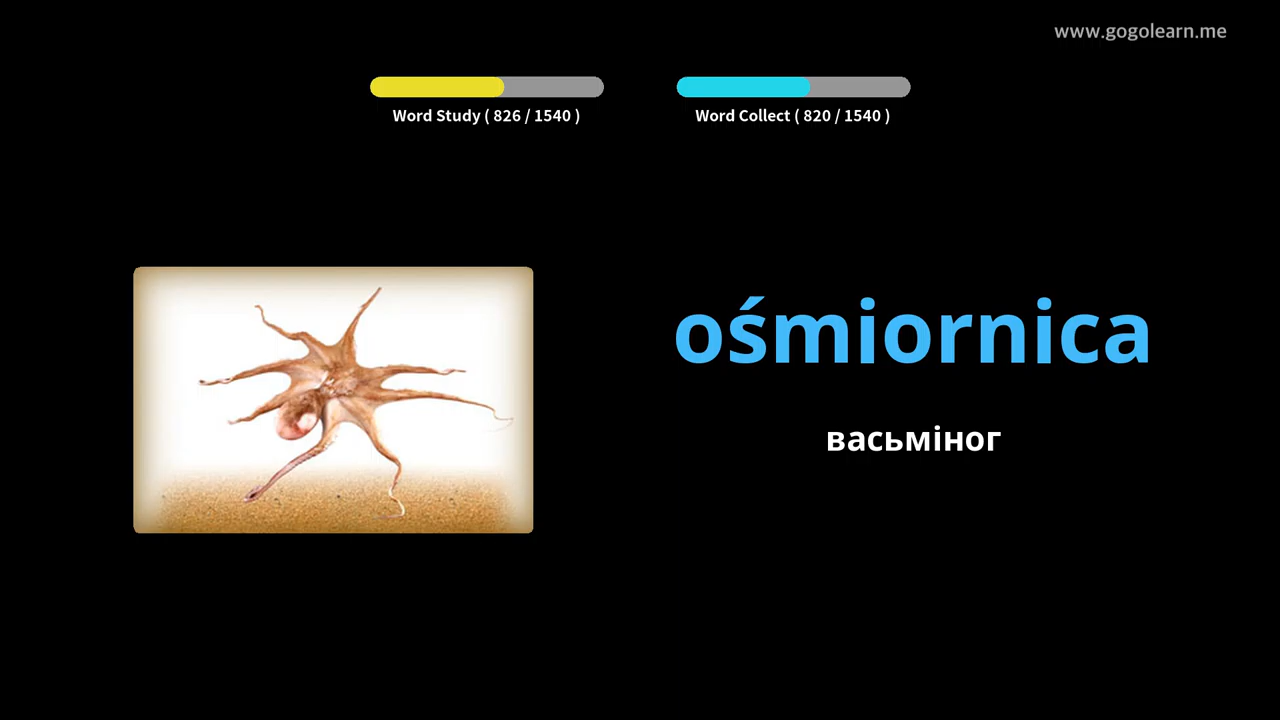 www.gogolearn.me
Word Study ( 826 / 1540 )
Word Collect ( 820 / 1540 )
ośmiornica
васьміног